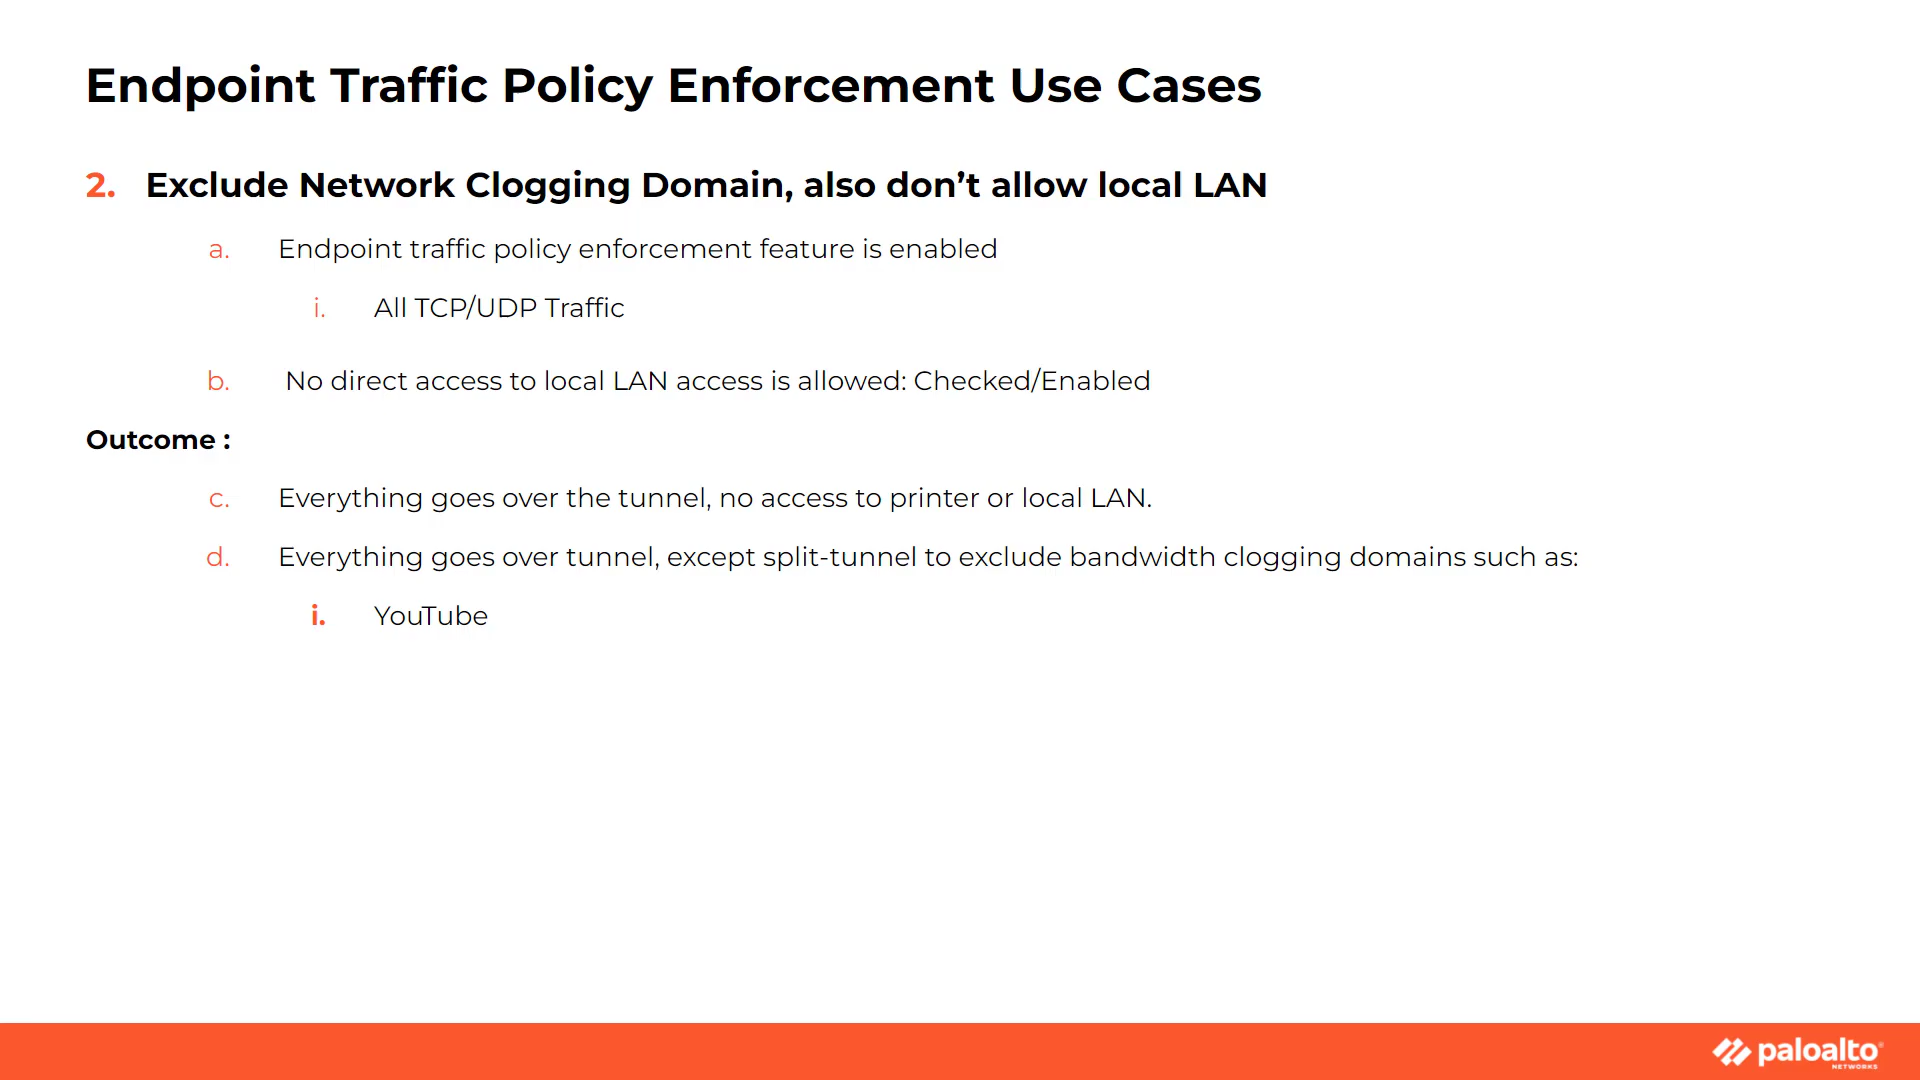 Endpoint Traffic Policy Enforcement Use Cases
2. Exclude Network Clogging Domain, also don’t allow local LAN
a. Endpoint traffic policy enforcement feature is enabled
i. All TCP/UDP Traffic
b. No direct access to local LAN access is allowed: Checked/Enabled
Outcome :
c. Everything goes over the tunnel, no access to printer or local LAN.
d. Everything goes over tunnel, except split-tunnel to exclude bandwidth clogging domains such as:
i. YouTube
paloalto®
NETWORKS